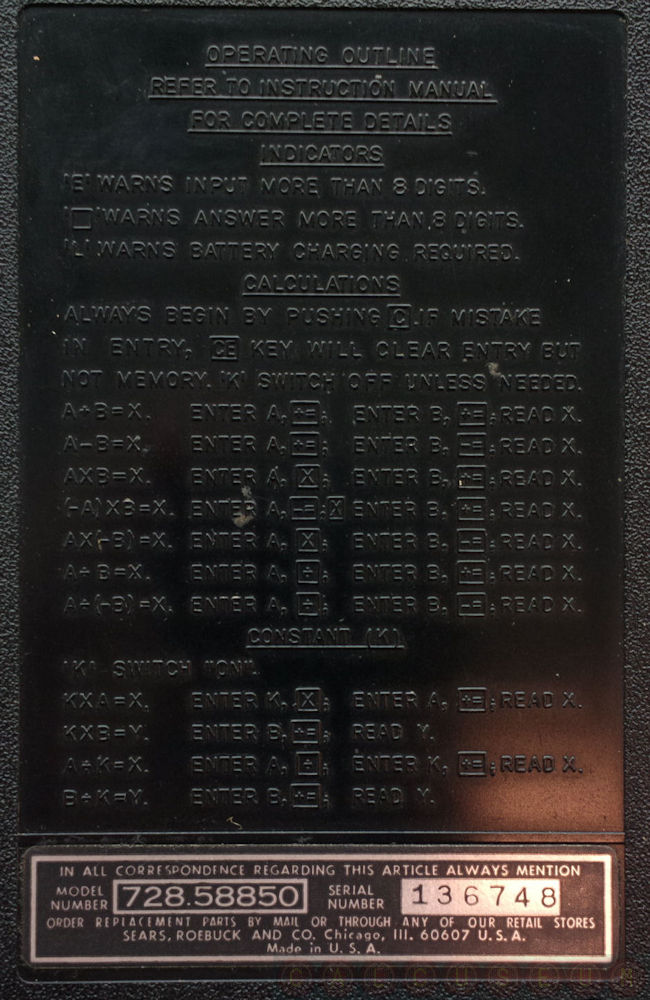 OPERATING OUTLINE
REFER TO INSTRUCTION MANUAL
FOR COMPLETE DETAILS
INDICATORS
'E' WARNS INPUT MORE THAN 8 DIGITS.
'□' WARNS ANSWER MORE THAN 8 DIGITS.
'L' WARNS BATTERY CHARGING REQUIRED.
CALCULATIONS
ALWAYS BEGIN BY PUSHING C. IF MISTAKE
IN ENTRY, CE KEY WILL CLEAR ENTRY BUT
NOT MEMORY. 'K' SWITCH OFF UNLESS NEEDED.
A+B=X. ENTER A, +=; ENTER B, +=; READ X.
A-B=X. ENTER A, +=; ENTER B, -=; READ X.
AXB=X. ENTER A, X; ENTER B, +=; READ X.
(-A)XB=X. ENTER A, -=; X ENTER B, +=; READ X.
AX(-B)=X. ENTER A, X; ENTER B, -=; READ X.
A÷B=X. ENTER A, ÷; ENTER B, +=; READ X.
A÷(-B)=X. ENTER A, ÷; ENTER B, -=; READ X.
CONSTANT (K)
'K' SWITCH "ON".
KXA=X. ENTER K, X; ENTER A, +=; READ X.
KXB=Y. ENTER B, +=; READ Y.
A÷K=X. ENTER A, ÷; ENTER K, +=; READ X.
B÷K=Y. ENTER B, +=; READ Y.
IN ALL CORRESPONDENCE REGARDING THIS ARTICLE ALWAYS MENTION
MODEL NUMBER 728.58850 SERIAL NUMBER 136748
ORDER REPLACEMENT PARTS BY MAIL OR THROUGH ANY OF OUR RETAIL STORES
SEARS, ROEBUCK AND CO. Chicago, Ill. 60607 U.S.A.
Made in U.S.A.